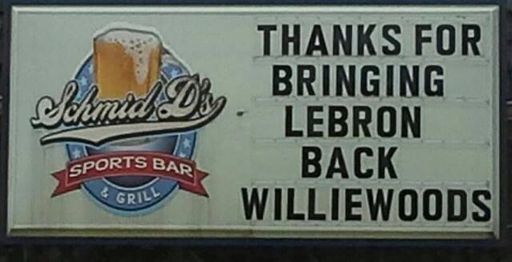 Schmid D's
SPORTS BAR
& GRILL
THANKS FOR
BRINGING
LEBRON
BACK
WILLIEWOODS